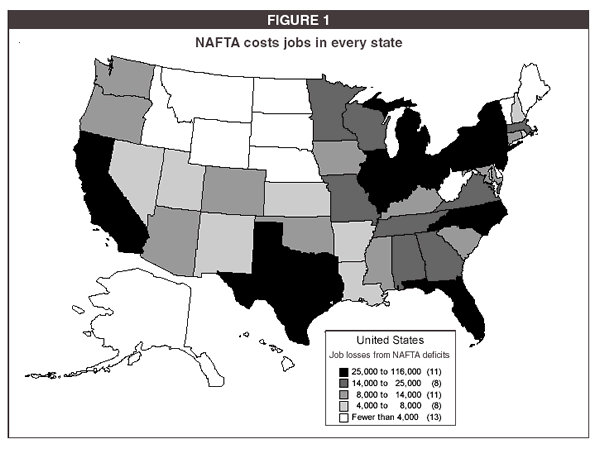 FIGURE 1
NAFTA costs jobs in every state
United States
Job losses from NAFTA deficits
25,000 to 116,000 (11)
14,000 to 25,000 (8)
8,000 to 14,000 (11)
4,000 to 8,000 (8)
Fewer than 4,000 (13)